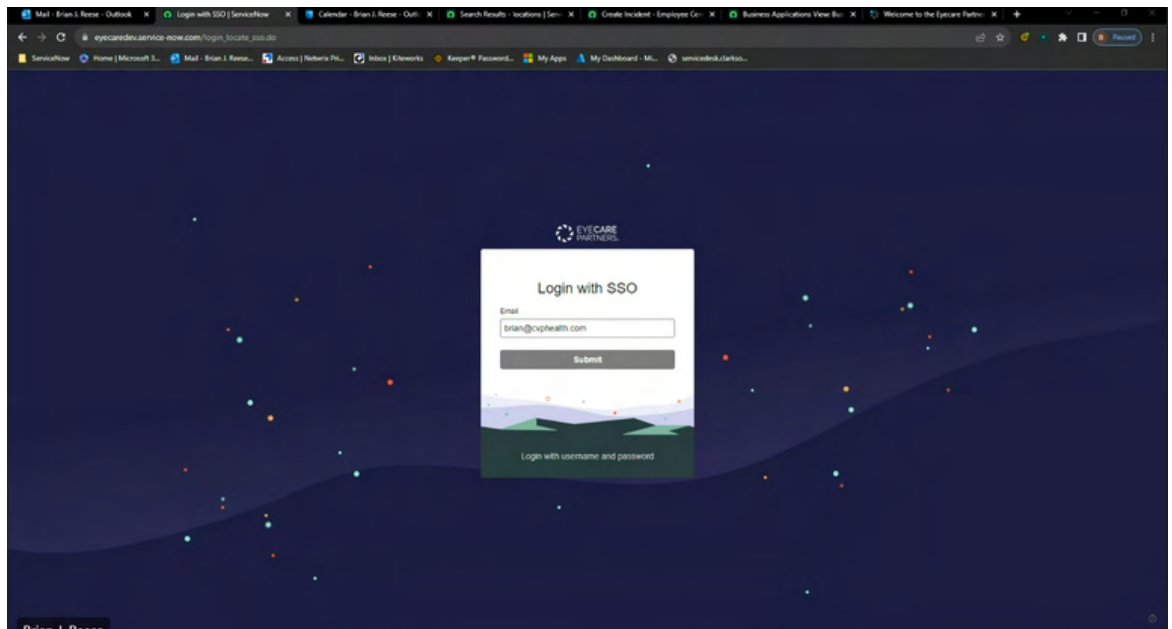 Mail - Brian J. Reese - Outlook
Login with SSO | ServiceNow
Calendar - Brian J. Reese - Outl
Search Results - locations | Serv
Create Incident - Employee Cen
Business Applications View: Bus
Welcome to the Eyecare Partne
eyecaredev.service-now.com/login_locate_sso.do
Paused
ServiceNow
Home | Microsoft 3...
Mail - Brian J. Reese...
Access | Netwrix Pri...
Inbox | Kiteworks
Keeper® Password...
My Apps
My Dashboard - Mi...
servicedesk.clarkso...
EYECARE
PARTNERS.
Login with SSO
Email
brian@cvphealth.com
Submit
Login with username and password
Brian J. Reese